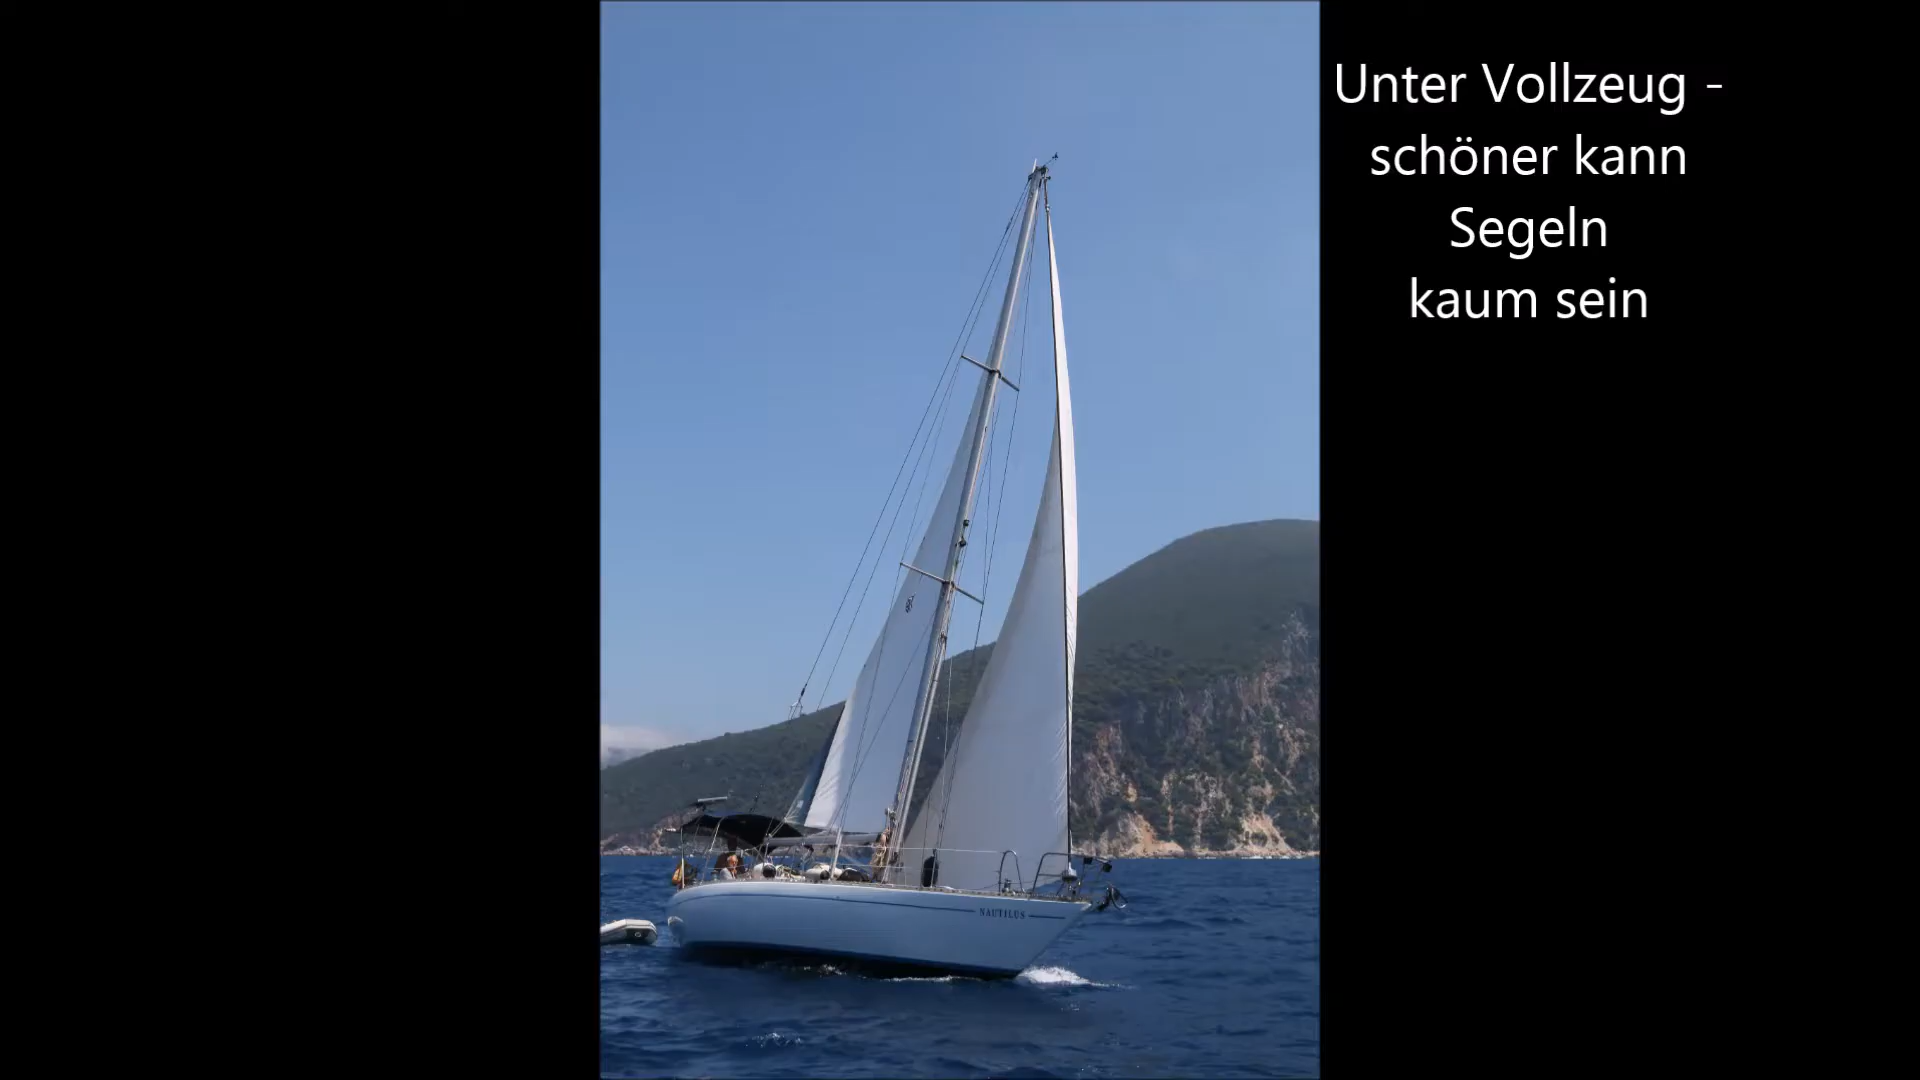 Unter Vollzeug -
schöner kann
Segeln
kaum sein
NAUTILUS